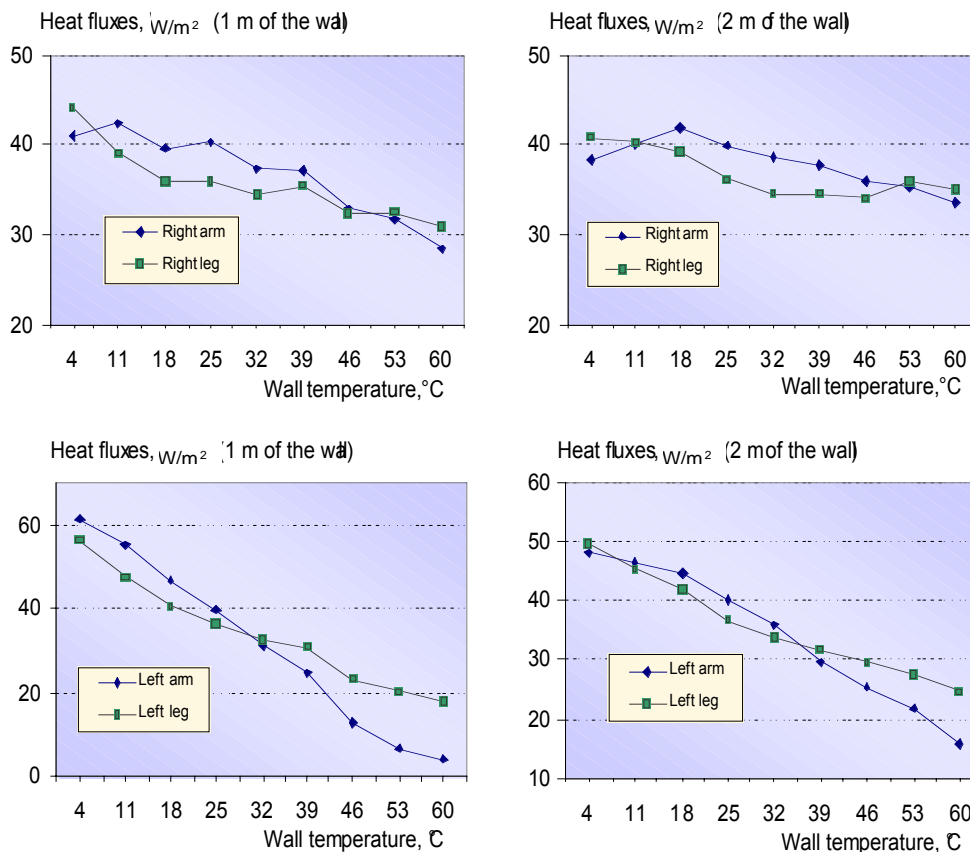 Heat fluxes, W/m² (1 m of the wall)
50
40
30
20
Right arm
Right leg
4 11 18 25 32 39 46 53 60
Wall temperature,°C
Heat fluxes, W/m² (2 m of the wall)
50
40
30
20
Right arm
Right leg
4 11 18 25 32 39 46 53 60
Wall temperature,°C
Heat fluxes, W/m² (1 m of the wall)
60
40
20
0
Left arm
Left leg
4 11 18 25 32 39 46 53 60
Wall temperature, °C
Heat fluxes, W/m² (2 m of the wall)
60
50
40
30
20
10
Left arm
Left leg
4 11 18 25 32 39 46 53 60
Wall temperature, °C